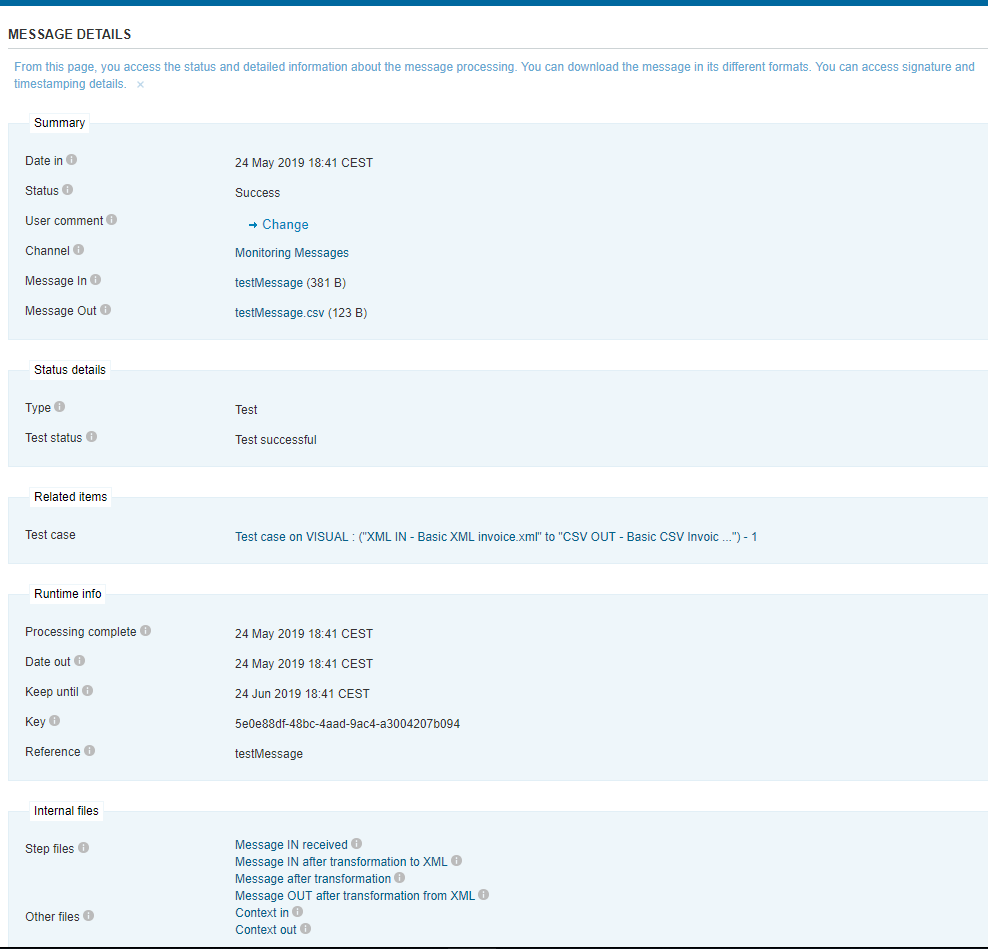 MESSAGE DETAILS
From this page, you access the status and detailed information about the message processing. You can download the message in its different formats. You can access signature and
timestamping details. ×
Summary
Date in 24 May 2019 18:41 CEST
Status Success
User comment → Change
Channel Monitoring Messages
Message In testMessage (381 B)
Message Out testMessage.csv (123 B)
Status details
Type Test
Test status Test successful
Related items
Test case Test case on VISUAL : ("XML IN - Basic XML invoice.xml" to "CSV OUT - Basic CSV Invoic ...") - 1
Runtime info
Processing complete 24 May 2019 18:41 CEST
Date out 24 May 2019 18:41 CEST
Keep until 24 Jun 2019 18:41 CEST
Key 5e0e88df-48bc-4aad-9ac4-a3004207b094
Reference testMessage
Internal files
Step files Message IN received
Message IN after transformation to XML
Message after transformation
Message OUT after transformation from XML
Other files Context in
Context out